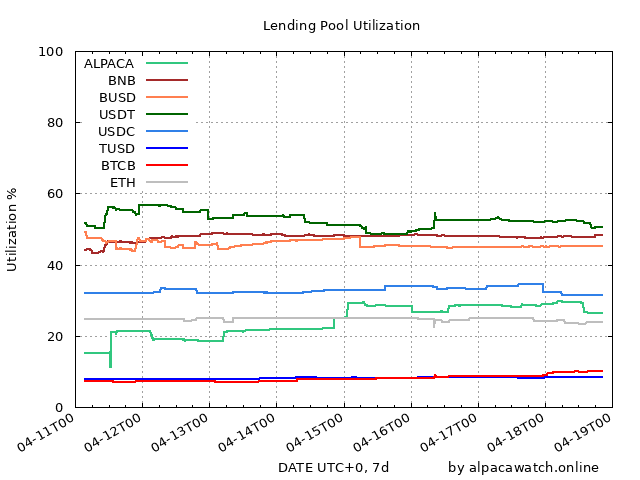 Lending Pool Utilization
100
80
60
40
20
0
Utilization %
ALPACA
BNB
BUSD
USDT
USDC
TUSD
BTCB
ETH
04-11T00
04-12T00
04-13T00
04-14T00
04-15T00
04-16T00
04-17T00
04-18T00
04-19T00
DATE UTC+0, 7d
by alpacawatch.online